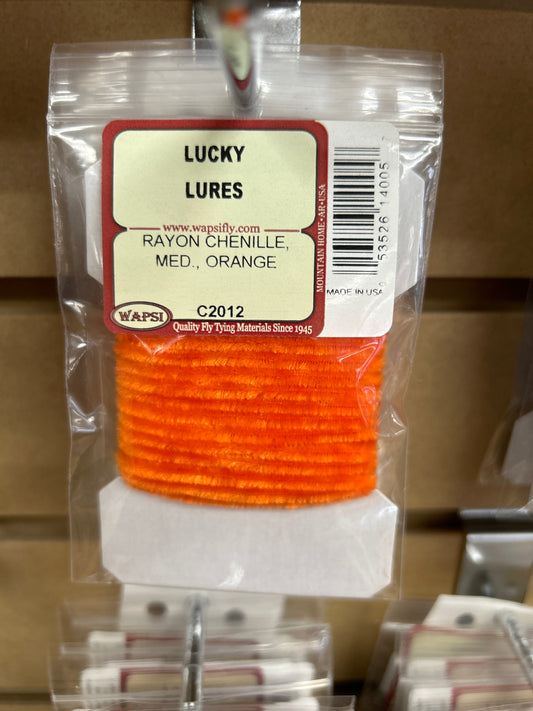 LUCKY
LURES
www.wapsifly.com
RAYON CHENILLE,
MED., ORANGE
C2012
WAPSI
Quality Fly Tying Materials Since 1945
MOUNTAIN HOME•AR•USA
53526 14005
MADE IN USA